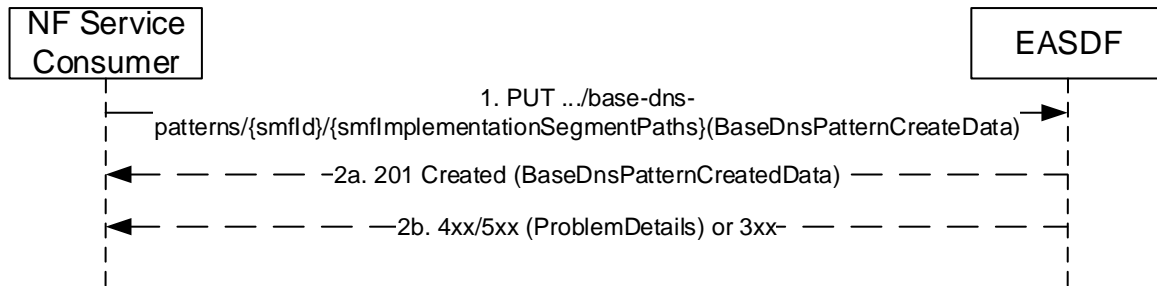 NF Service
Consumer
EASDF
1. PUT .../base-dns-
patterns/{smfId}/{smfImplementationSegmentPaths}(BaseDnsPatternCreateData)
2a. 201 Created (BaseDnsPatternCreatedData)
2b. 4xx/5xx (ProblemDetails) or 3xx